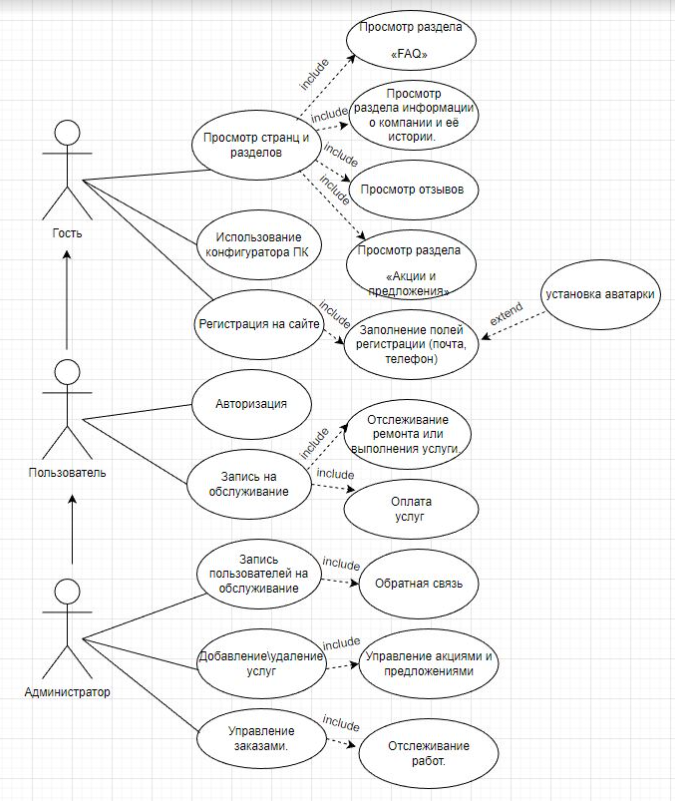 Просмотр раздела
«FAQ»
include
Просмотр
раздела информации
о компании и её
истории.
include
Просмотр странц и
разделов
include
Просмотр отзывов
include
Гость
Использование
конфигуратора ПК
Просмотр раздела
«Акции и
предложения»
установка аватарки
extend
Регистрация на сайте
include
Заполнение полей
регистрации (почта,
телефон)
Авторизация
Отслеживание
ремонта или
выполнения услуги.
include
Пользователь
Запись на
обслуживание
include
Оплата
услуг
Запись
пользователей на
обслуживание
include
Обратная связь
Администратор
Добавление\удаление
услуг
include
Управление акциями и
предложениями
Управление
заказами.
include
Отслеживание
работ.